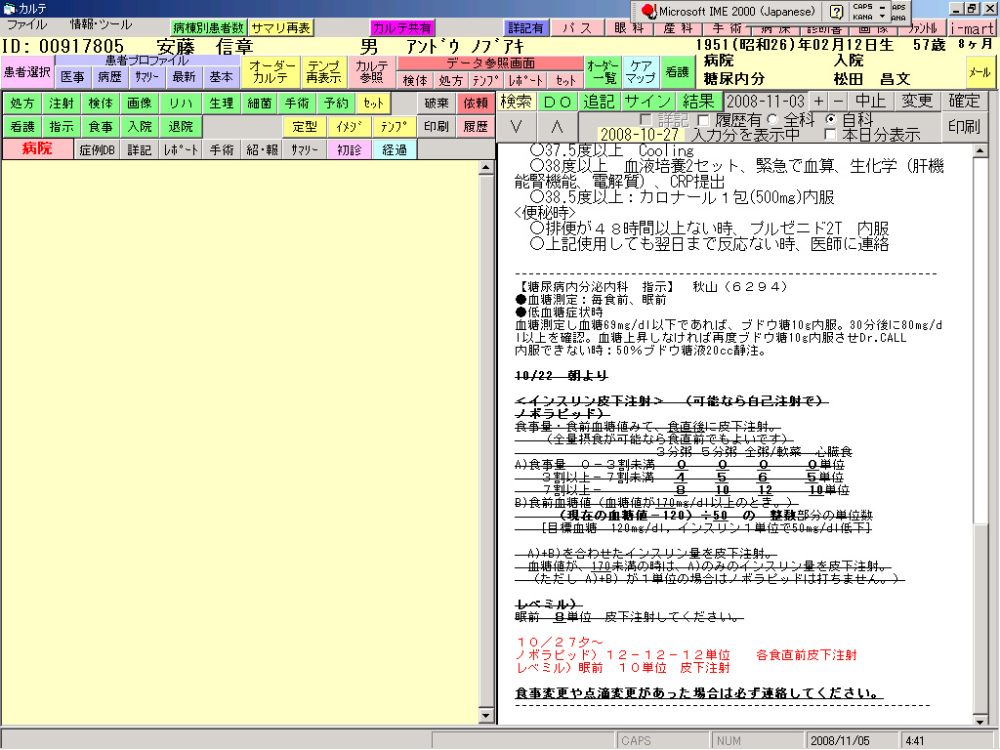 カルテ
Microsoft IME 2000 (Japanese)
CAPS
KANA
APS
ANA
ファイル 情報・ツール 病棟別患者数 サマリ再表 カルテ共有 詳記有 パス 眼科 産科 手術 診断書 画像 i-mart
ID: 00917805 安藤 信章 男 アンドウ ノブアキ 1951(昭和26)年02月12日生 57歳 8ヶ月
患者選択 患者プロファイル
医事 病歴 サマリー 最新 基本
オーダーカルテ テンプ再表示 カルテ参照
データ参照画面
検体 処方 テンプ レポート セット
オーダー一覧 ケアマップ 看護
病院 入院
糖尿内分 松田 昌文
メール
処方 注射 検体 画像 リハ 生理 細菌 手術 予約 セット 破棄 依頼
看護 指示 食事 入院 退院 定型 イメジ テンプ 印刷 履歴
病院 症例DB 詳記 レポート 手術 紹・報 サマリー 初診 経過
検索 DO 追記 サイン 結果 2008-11-03 + - 中止 変更 確定
∨ ∧ 詳記 履歴有 全科 自科 印刷
2008-10-27 入力分を表示中 本日分表示
○37.5度以上 Cooling
○38度以上 血液培養2セット、緊急で血算、生化学（肝機
能腎機能、電解質）、CRP提出
○38.5度以上：カロナール１包(500mg)内服
<便秘時>
○排便が４８時間以上ない時、プルゼニド2T 内服
○上記使用しても翌日まで反応ない時、医師に連絡
------------------------------------------------------------
【糖尿病内分泌内科 指示】 秋山（６２９４）
●血糖測定：毎食前、眠前
●低血糖症状時
血糖測定し血糖69mg/dl以下であれば、ブドウ糖10g内服。30分後に80mg/d
l以上を確認。血糖上昇しなければ再度ブドウ糖10g内服させDr.CALL
内服できない時：50％ブドウ糖液20cc静注。
10/22 朝より
＜インスリン皮下注射＞ （可能なら自己注射で）
ノボラピッド）
食事量・食前血糖値みて、食直後に皮下注射。
（全量摂食が可能なら食直前でもよいです）
３分粥 ５分粥 全粥/軟菜 心臓食
A)食事量 ０－３割未満 0 0 0 0単位
３割以上－７割未満 4 5 6 5単位
７割以上－ 8 10 12 10単位
B)食前血糖値（血糖値が170mg/dl以上のとき。）
（現在の血糖値－120）÷50 の 整数部分の単位数
[目標血糖 120mg/dl，インスリン１単位で50mg/dl低下]
A)+B)を合わせたインスリン量を皮下注射。
血糖値が、170未満の時は、A)のみのインスリン量を皮下注射。
（ただし A)+B) が１単位の場合はノボラピッドは打ちません。）
レベミル）
眠前 8単位 皮下注射してください。
１０／２７夕～
ノボラピッド）１２－１２－１２単位 各食直前皮下注射
レベミル）眠前 １０単位 皮下注射
食事変更や点滴変更があった場合は必ず連絡してください。
------------------------------------------------------------
CAPS NUM 2008/11/05 4:41